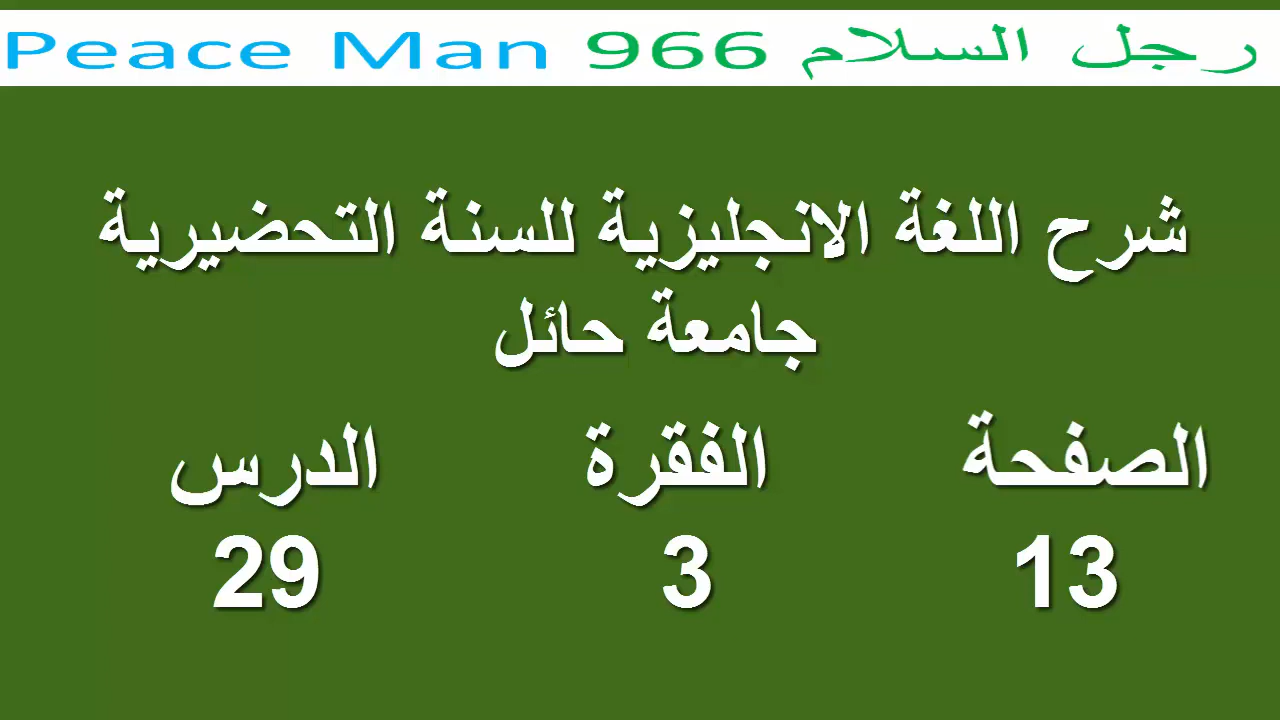 Peace Man 966 رجل السلام
شرح اللغة الانجليزية للسنة التحضيرية
جامعة حائل
الصفحة الفقرة الدرس
13 3 29